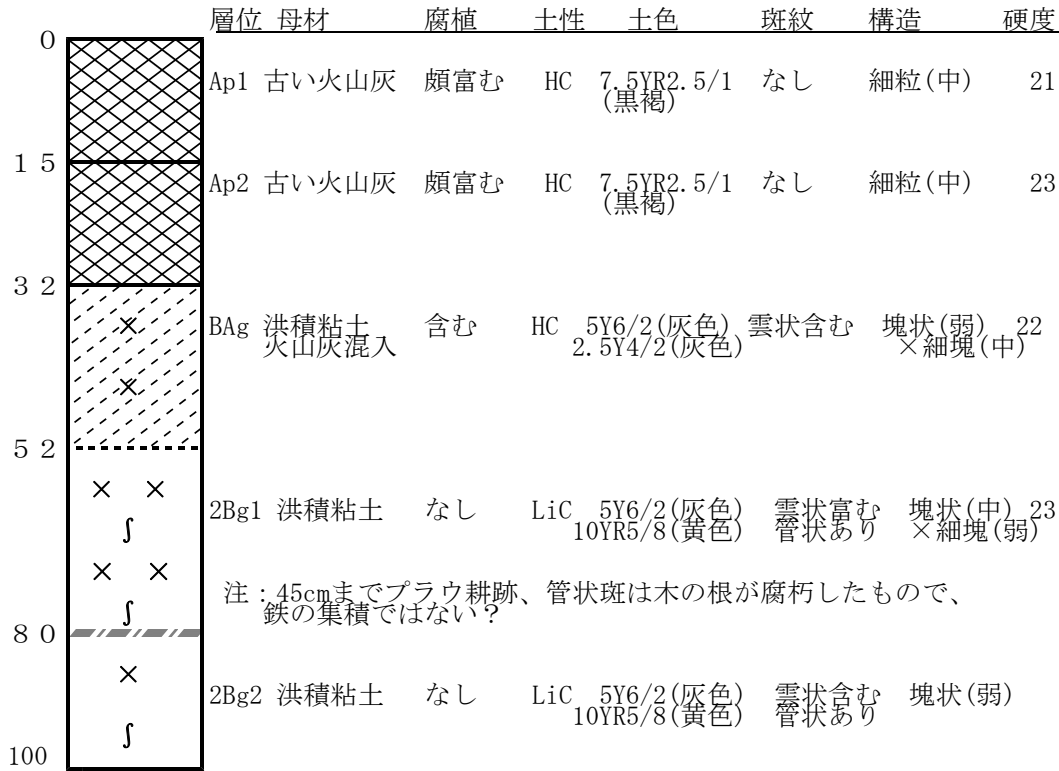 層位 母材 腐植 土性 土色 斑紋 構造 硬度
0
Ap1 古い火山灰 頗富む HC 7.5YR2.5/1 なし 細粒(中) 21
(黒褐)
15
Ap2 古い火山灰 頗富む HC 7.5YR2.5/1 なし 細粒(中) 23
(黒褐)
32
BAg 洪積粘土 含む HC 5Y6/2(灰色) 雲状含む 塊状(弱) 22
火山灰混入 2.5Y4/2(灰色) ×細塊(中)
52
2Bg1 洪積粘土 なし LiC 5Y6/2(灰色) 雲状富む 塊状(中) 23
10YR5/8(黄色) 管状あり ×細塊(弱)
注：45cmまでプラウ耕跡、管状斑は木の根が腐朽したもので、
鉄の集積ではない？
80
2Bg2 洪積粘土 なし LiC 5Y6/2(灰色) 雲状含む 塊状(弱)
10YR5/8(黄色) 管状あり
100